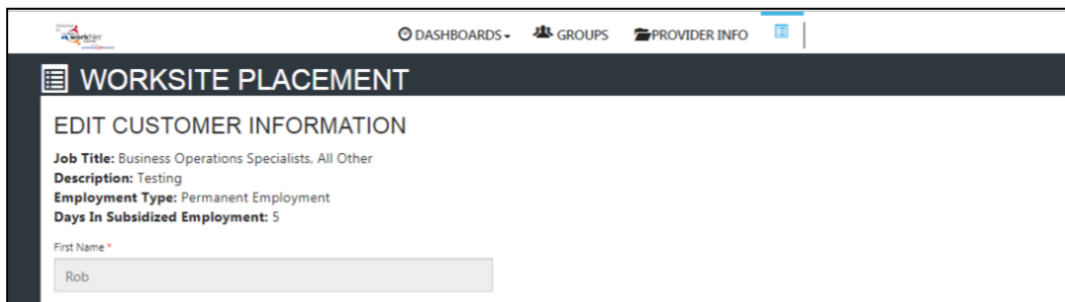 workNet
DASHBOARDS GROUPS PROVIDER INFO
WORKSITE PLACEMENT
EDIT CUSTOMER INFORMATION
Job Title: Business Operations Specialists, All Other
Description: Testing
Employment Type: Permanent Employment
Days In Subsidized Employment: 5
First Name *
Rob